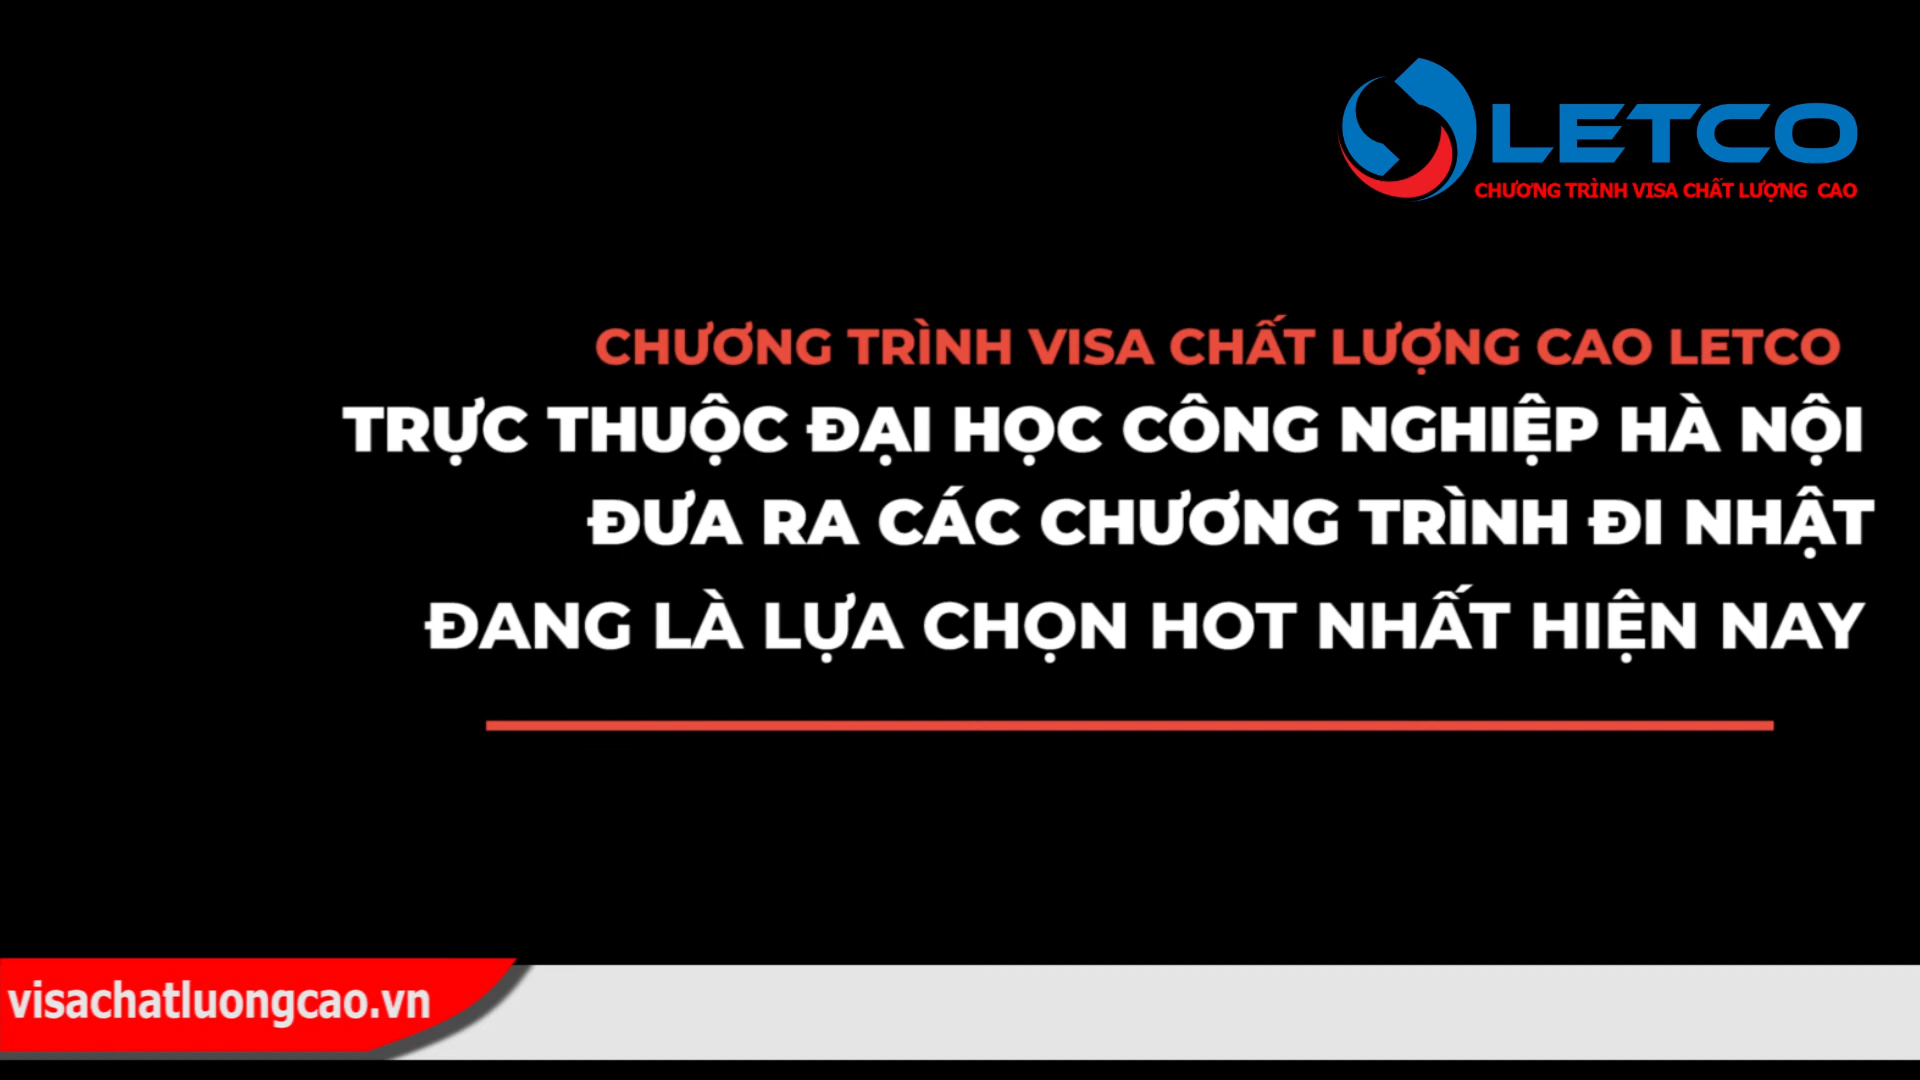 LETCO
CHƯƠNG TRÌNH VISA CHẤT LƯỢNG CAO
CHƯƠNG TRÌNH VISA CHẤT LƯỢNG CAO LETCO
TRỰC THUỘC ĐẠI HỌC CÔNG NGHIỆP HÀ NỘI
ĐƯA RA CÁC CHƯƠNG TRÌNH ĐI NHẬT
ĐANG LÀ LỰA CHỌN HOT NHẤT HIỆN NAY
visachatluongcao.vn